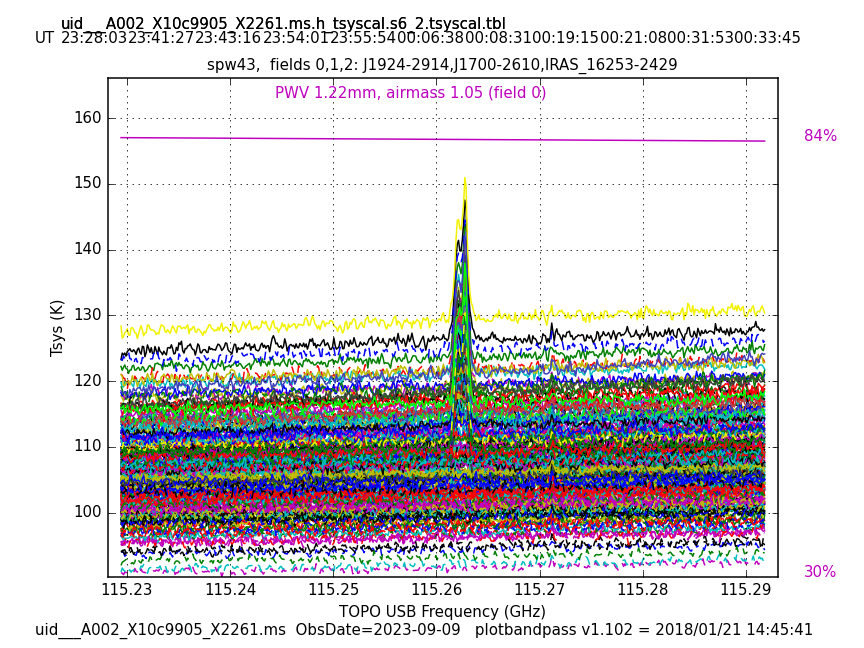 uid___A002_X10c9905_X2261.ms.h_tsyscal.s6_2.tsyscal.tbl
UT 23:28:03 23:41:27 23:43:16 23:54:01 23:55:54 00:06:38 00:08:31 00:19:15 00:21:08 00:31:53 00:33:45
spw43, fields 0,1,2: J1924-2914,J1700-2610,IRAS_16253-2429
PWV 1.22mm, airmass 1.05 (field 0)
84%
160
150
140
130
120
110
100
Tsys (K)
30%
115.23 115.24 115.25 115.26 115.27 115.28 115.29
TOPO USB Frequency (GHz)
uid___A002_X10c9905_X2261.ms ObsDate=2023-09-09 plotbandpass v1.102 = 2018/01/21 14:45:41